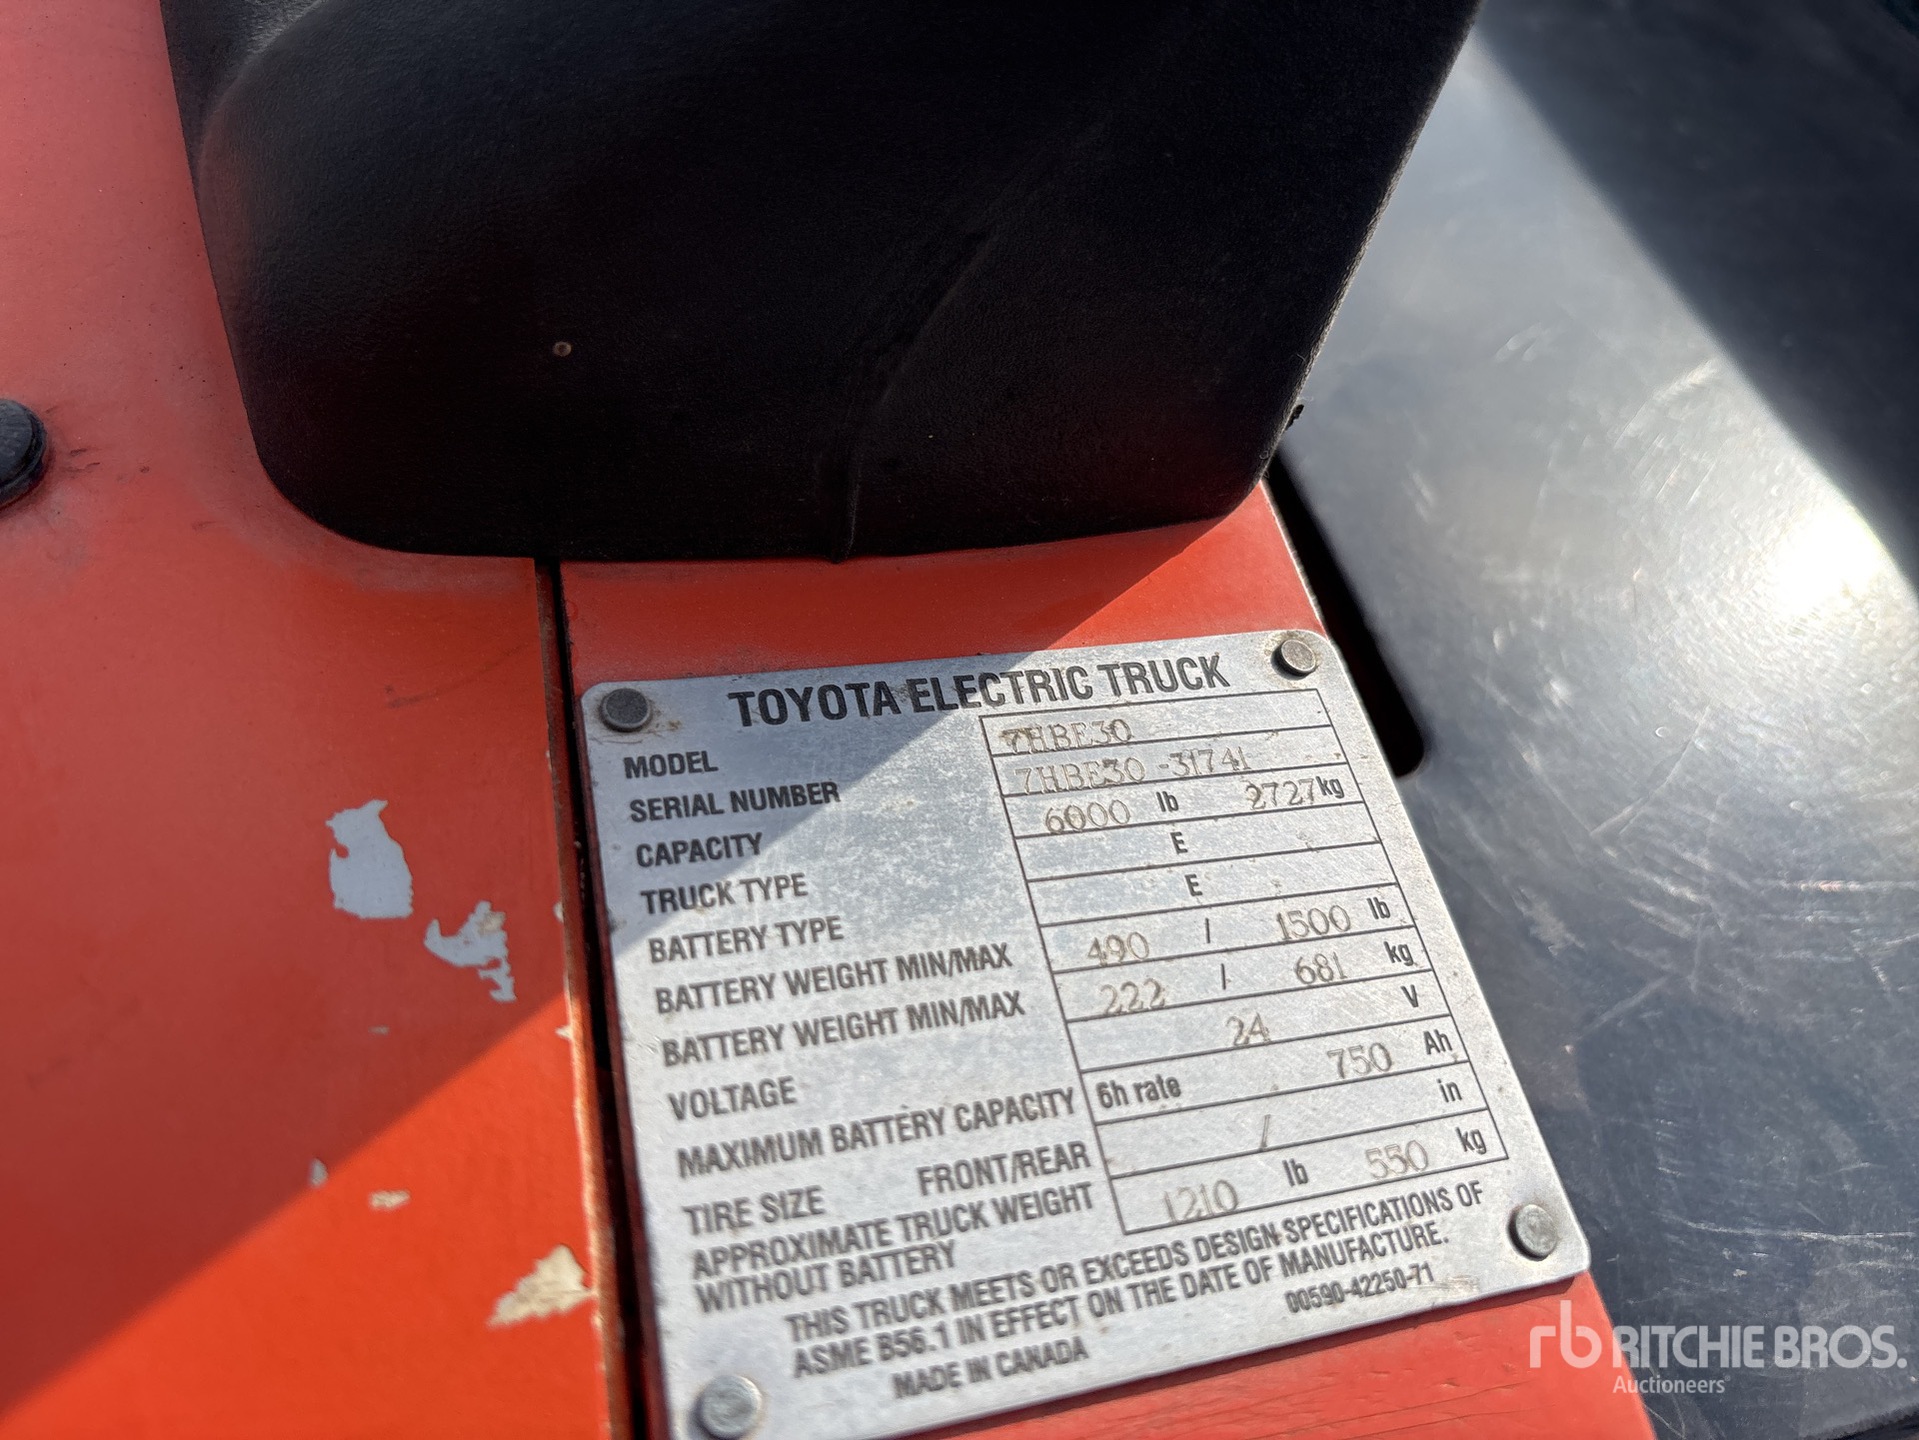 TOYOTA ELECTRIC TRUCK
MODEL 7HBE30
SERIAL NUMBER 7HBE30 -31741
CAPACITY 6000 lb 2727 kg
TRUCK TYPE E
BATTERY TYPE E
BATTERY WEIGHT MIN/MAX 490 / 1500 lb
BATTERY WEIGHT MIN/MAX 222 / 681 kg
VOLTAGE 24 V
MAXIMUM BATTERY CAPACITY 6h rate 750 Ah
TIRE SIZE FRONT/REAR / in
APPROXIMATE TRUCK WEIGHT 1210 lb 550 kg
WITHOUT BATTERY
THIS TRUCK MEETS OR EXCEEDS DESIGN SPECIFICATIONS OF
ASME B56.1 IN EFFECT ON THE DATE OF MANUFACTURE.
MADE IN CANADA 00590-42250-71
rb RITCHIE BROS.
Auctioneers